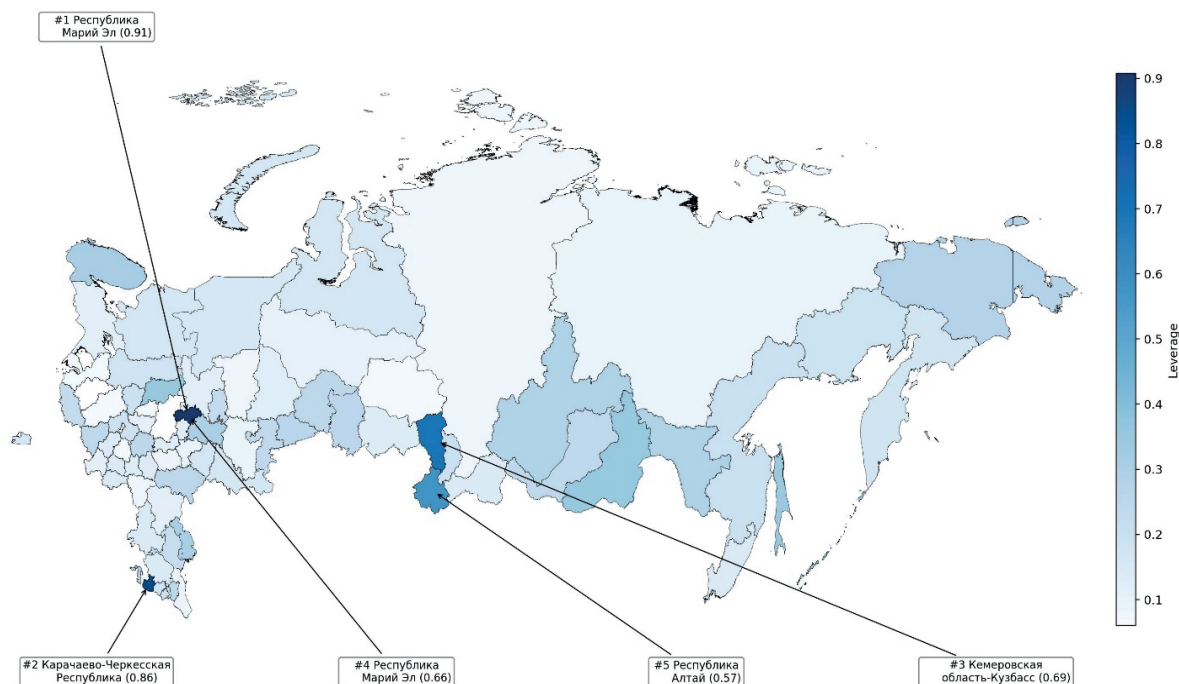 #1 Республика
Марий Эл (0.91)
0.9
0.8
0.7
0.6
0.5
0.4
0.3
0.2
0.1
Leverage
#2 Карачаево-Черкесская
Республика (0.86)
#4 Республика
Марий Эл (0.66)
#5 Республика
Алтай (0.57)
#3 Кемеровская
область-Кузбасс (0.69)